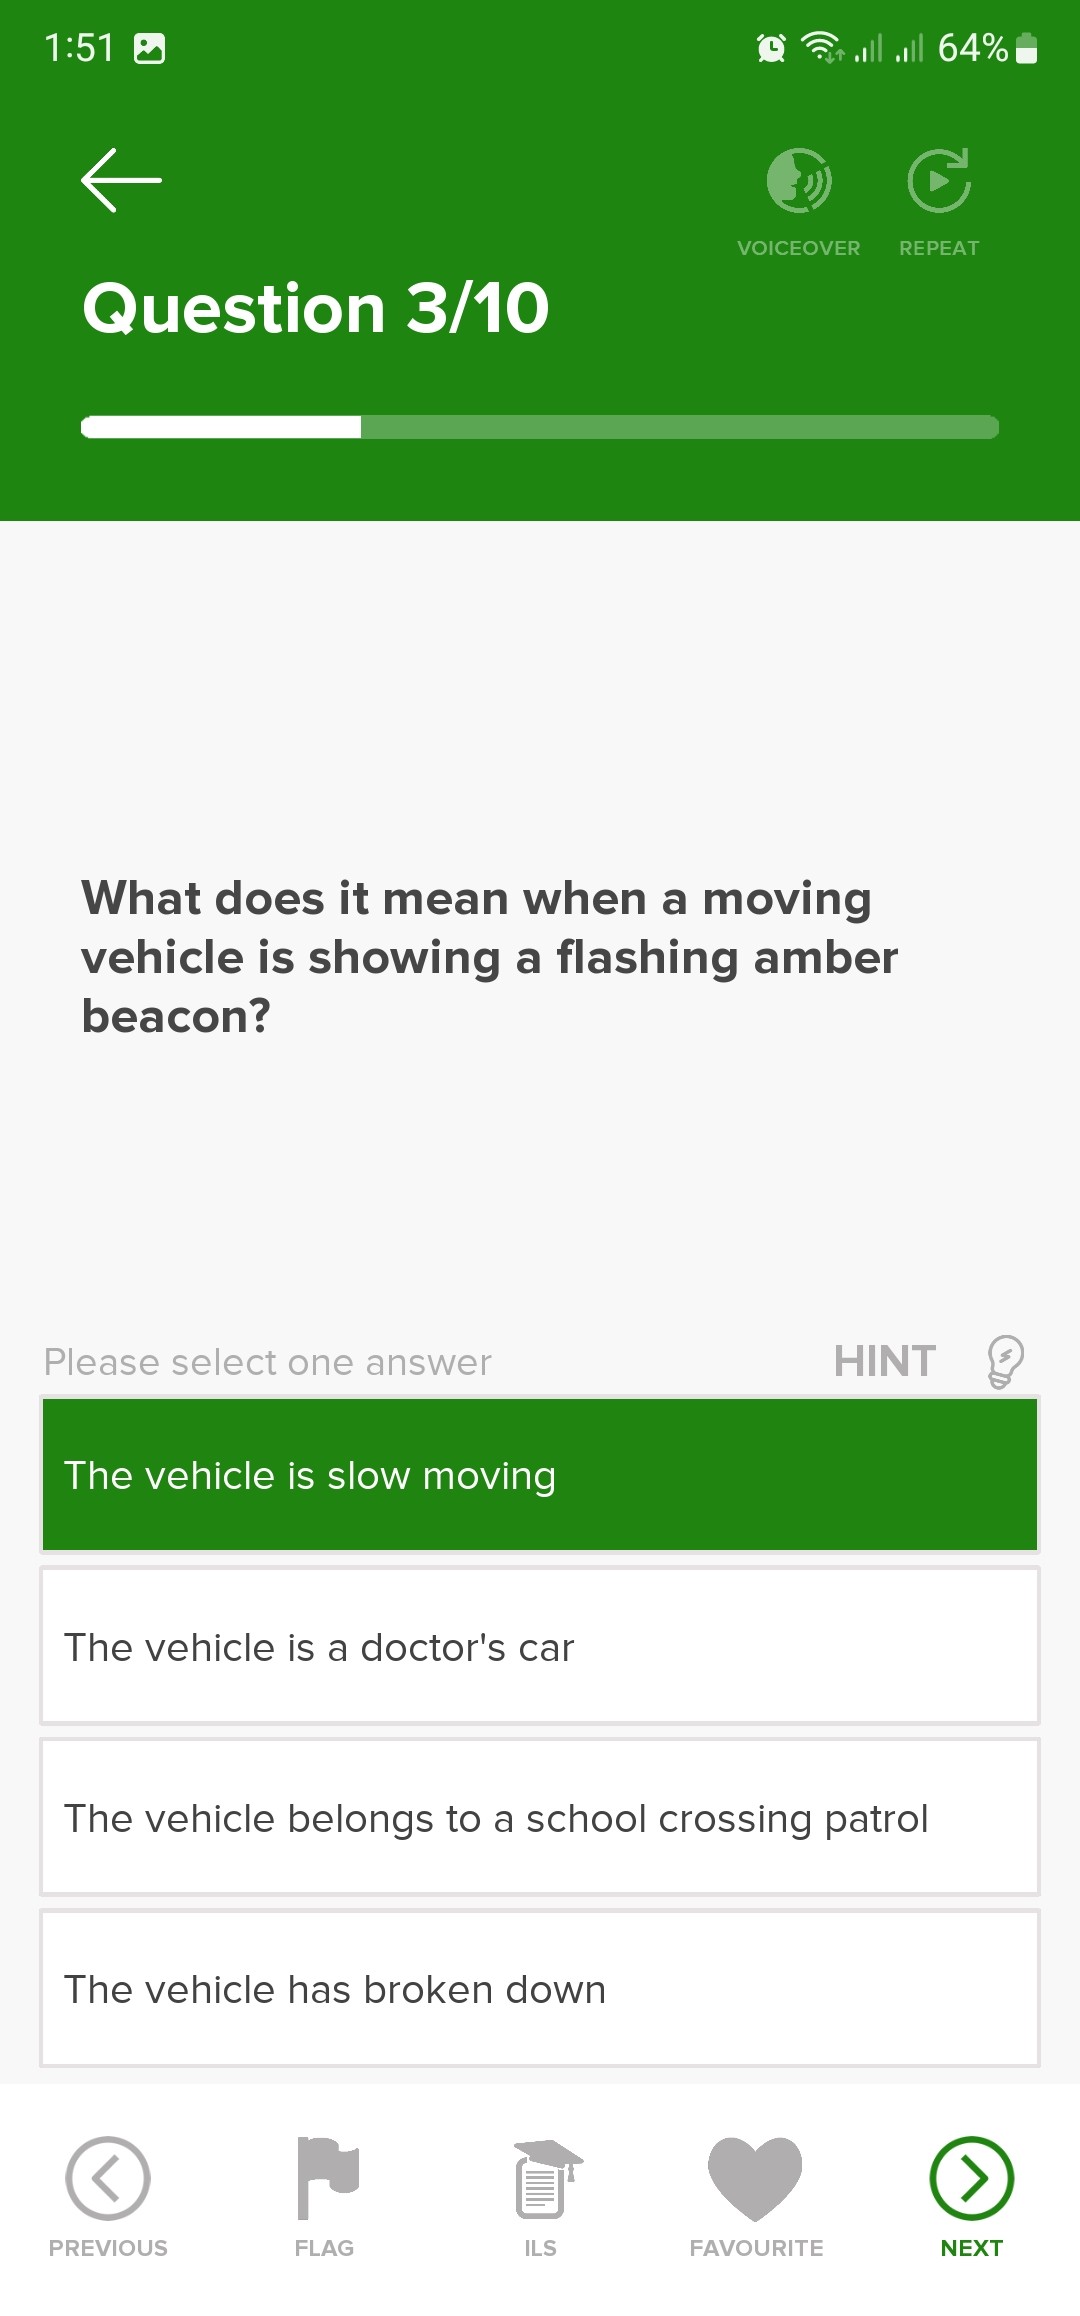 1:51 64%
VOICEOVER REPEAT
Question 3/10
What does it mean when a moving
vehicle is showing a flashing amber
beacon?
Please select one answer HINT
The vehicle is slow moving
The vehicle is a doctor's car
The vehicle belongs to a school crossing patrol
The vehicle has broken down
PREVIOUS FLAG ILS FAVOURITE NEXT